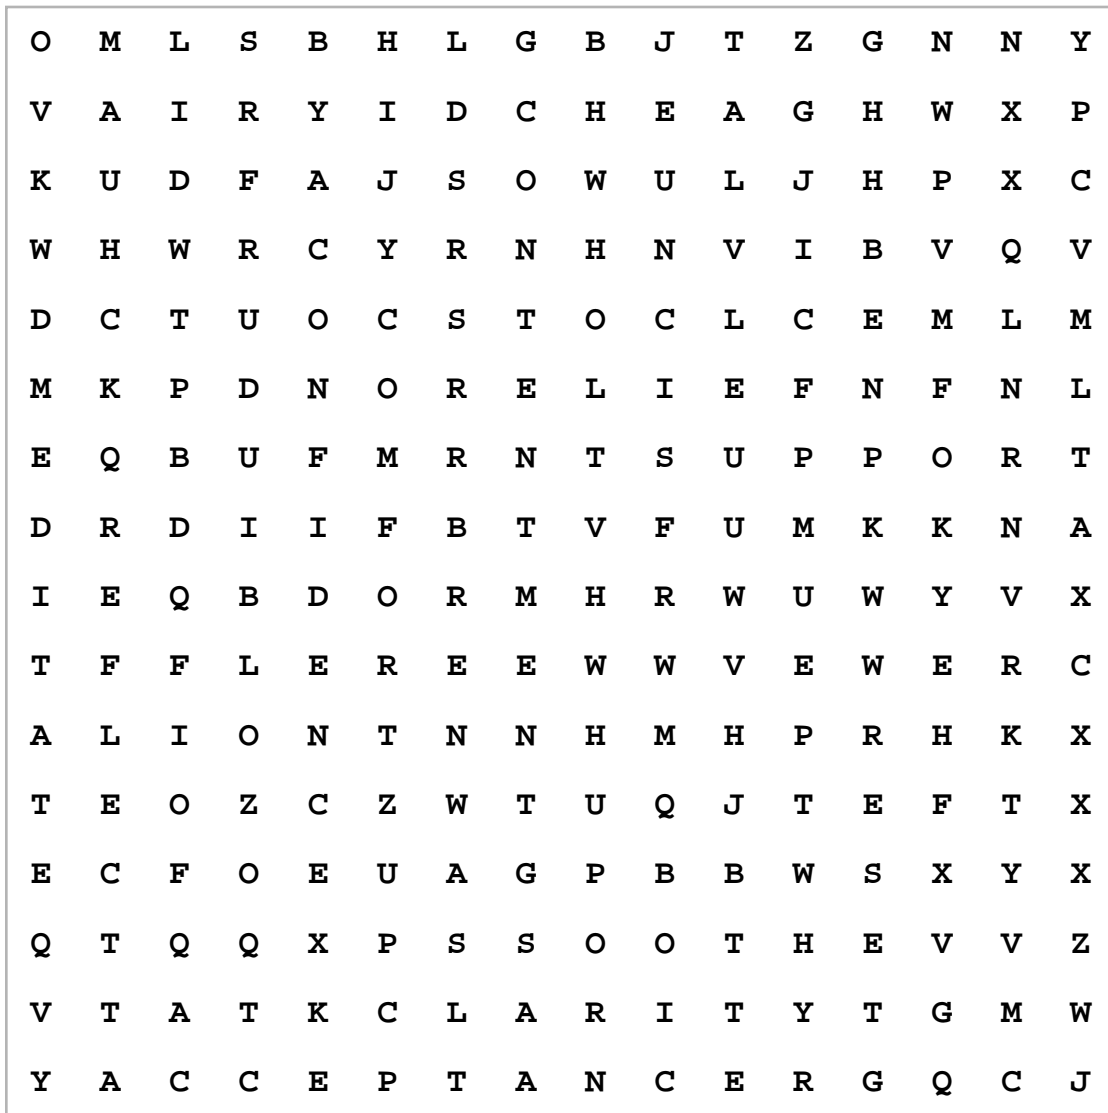 O M L S B H L G B J T Z G N N Y
V A I R Y I D C H E A G H W X P
K U D F A J S O W U L J H P X C
W H W R C Y R N H N V I B V Q V
D C T U O C S T O C L C E M L M
M K P D N O R E L I E F N F N L
E Q B U F M R N T S U P P O R T
D R D I I F B T V F U M K K N A
I E Q B D O R M H R W U W Y V X
T F F L E R E E W W V E W E R C
A L I O N T N N H M H P R H K X
T E O Z C Z W T U Q J T E F T X
E C F O E U A G P B B W S X Y X
Q T Q Q X P S S O O T H E V V Z
V T A T K C L A R I T Y T G M W
Y A C C E P T A N C E R G Q C J